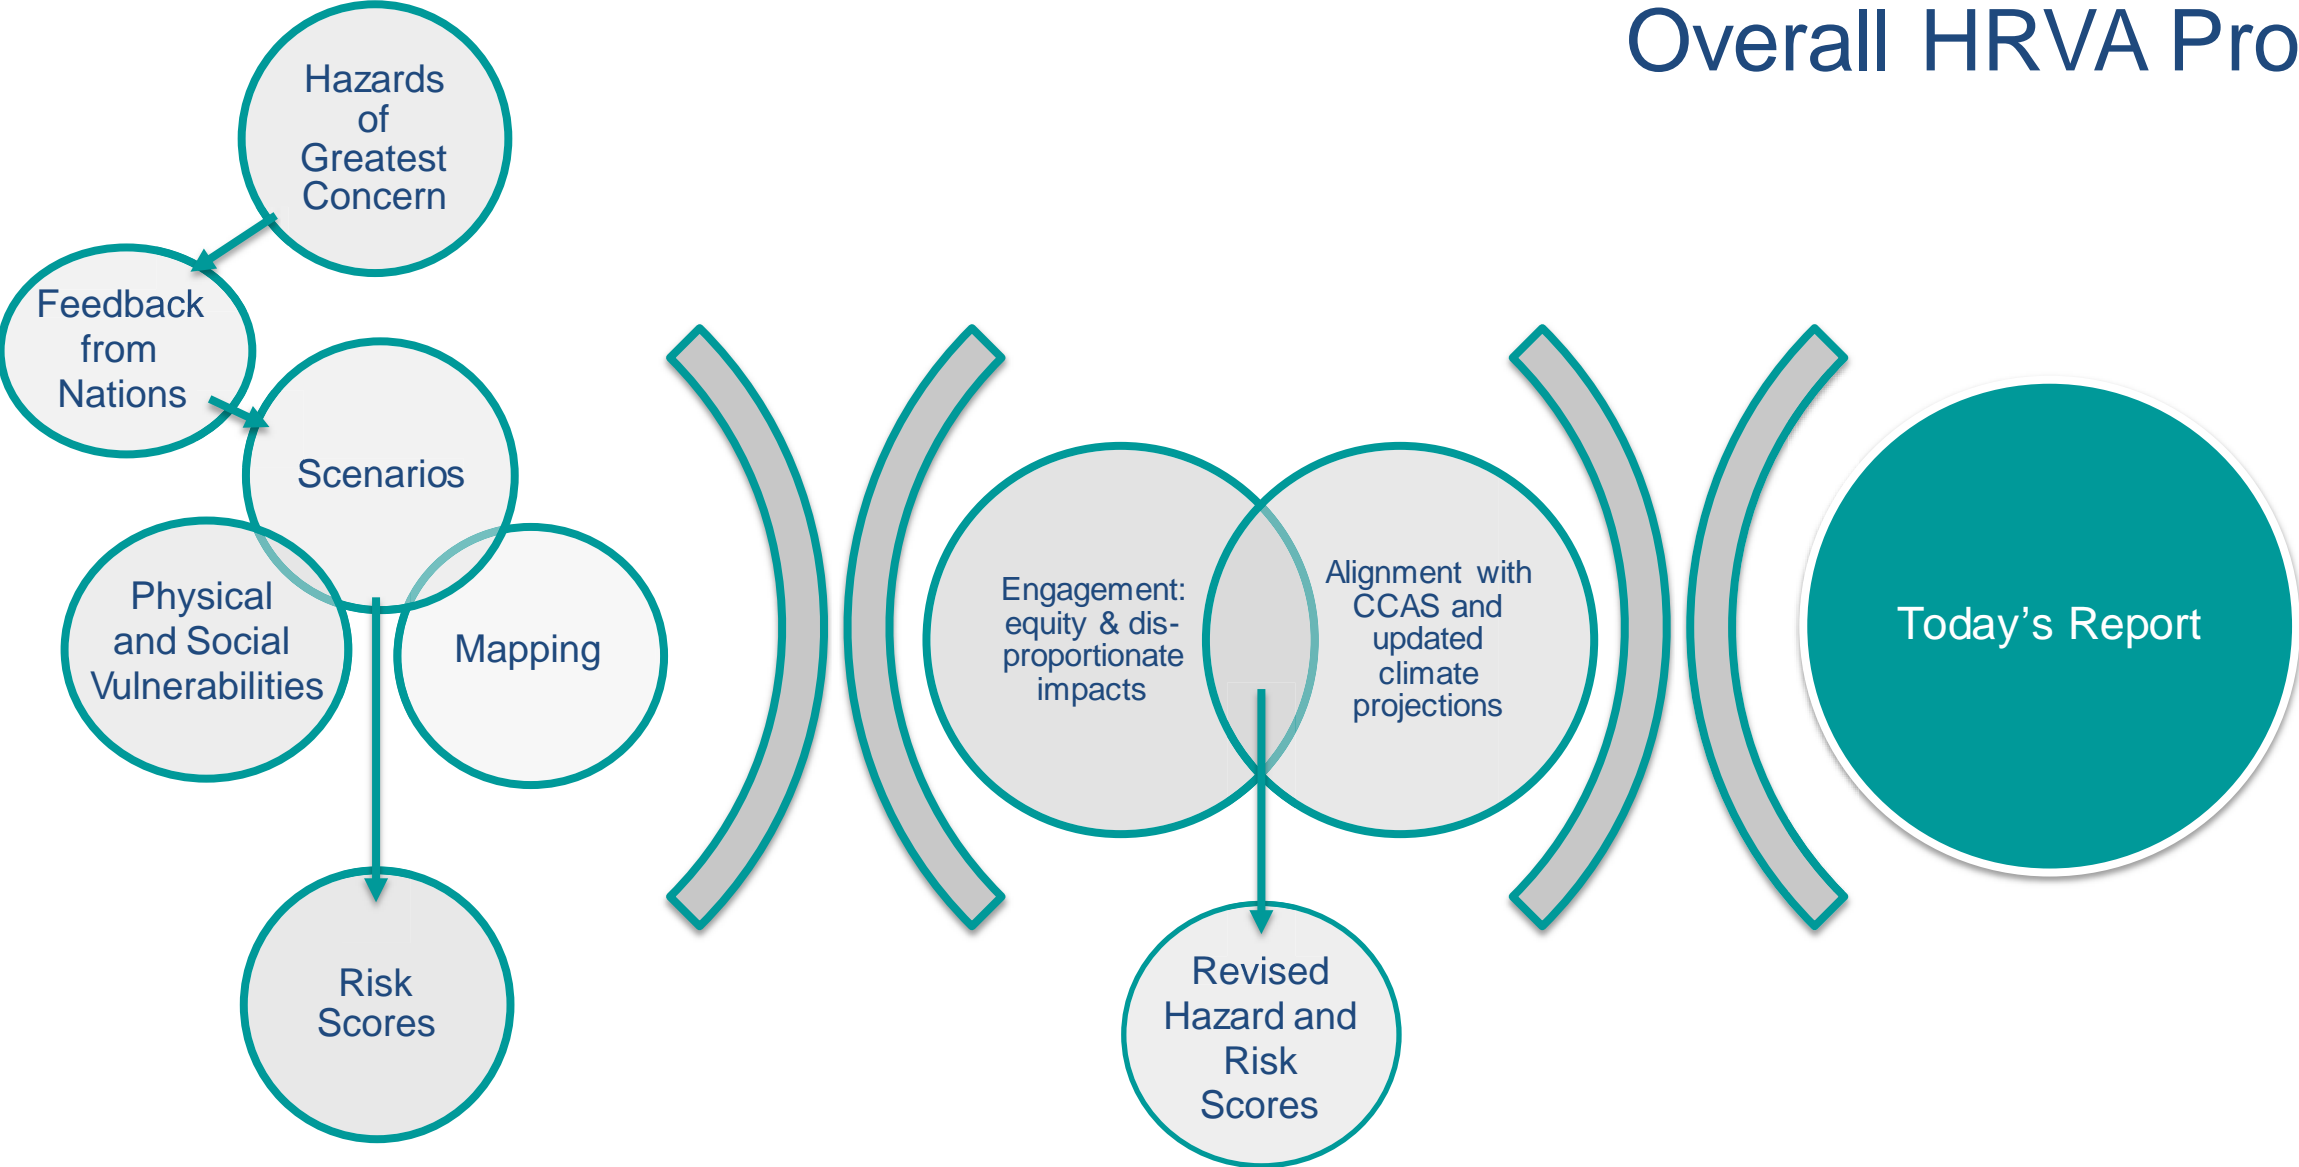 Overall HRVA Pro
Hazards
of
Greatest
Concern
Feedback
from
Nations
Scenarios
Physical
and Social
Vulnerabilities
Mapping
Risk
Scores
Engagement:
equity & dis-
proportionate
impacts
Alignment with
CCAS and
updated
climate
projections
Revised
Hazard and
Risk
Scores
Today’s Report